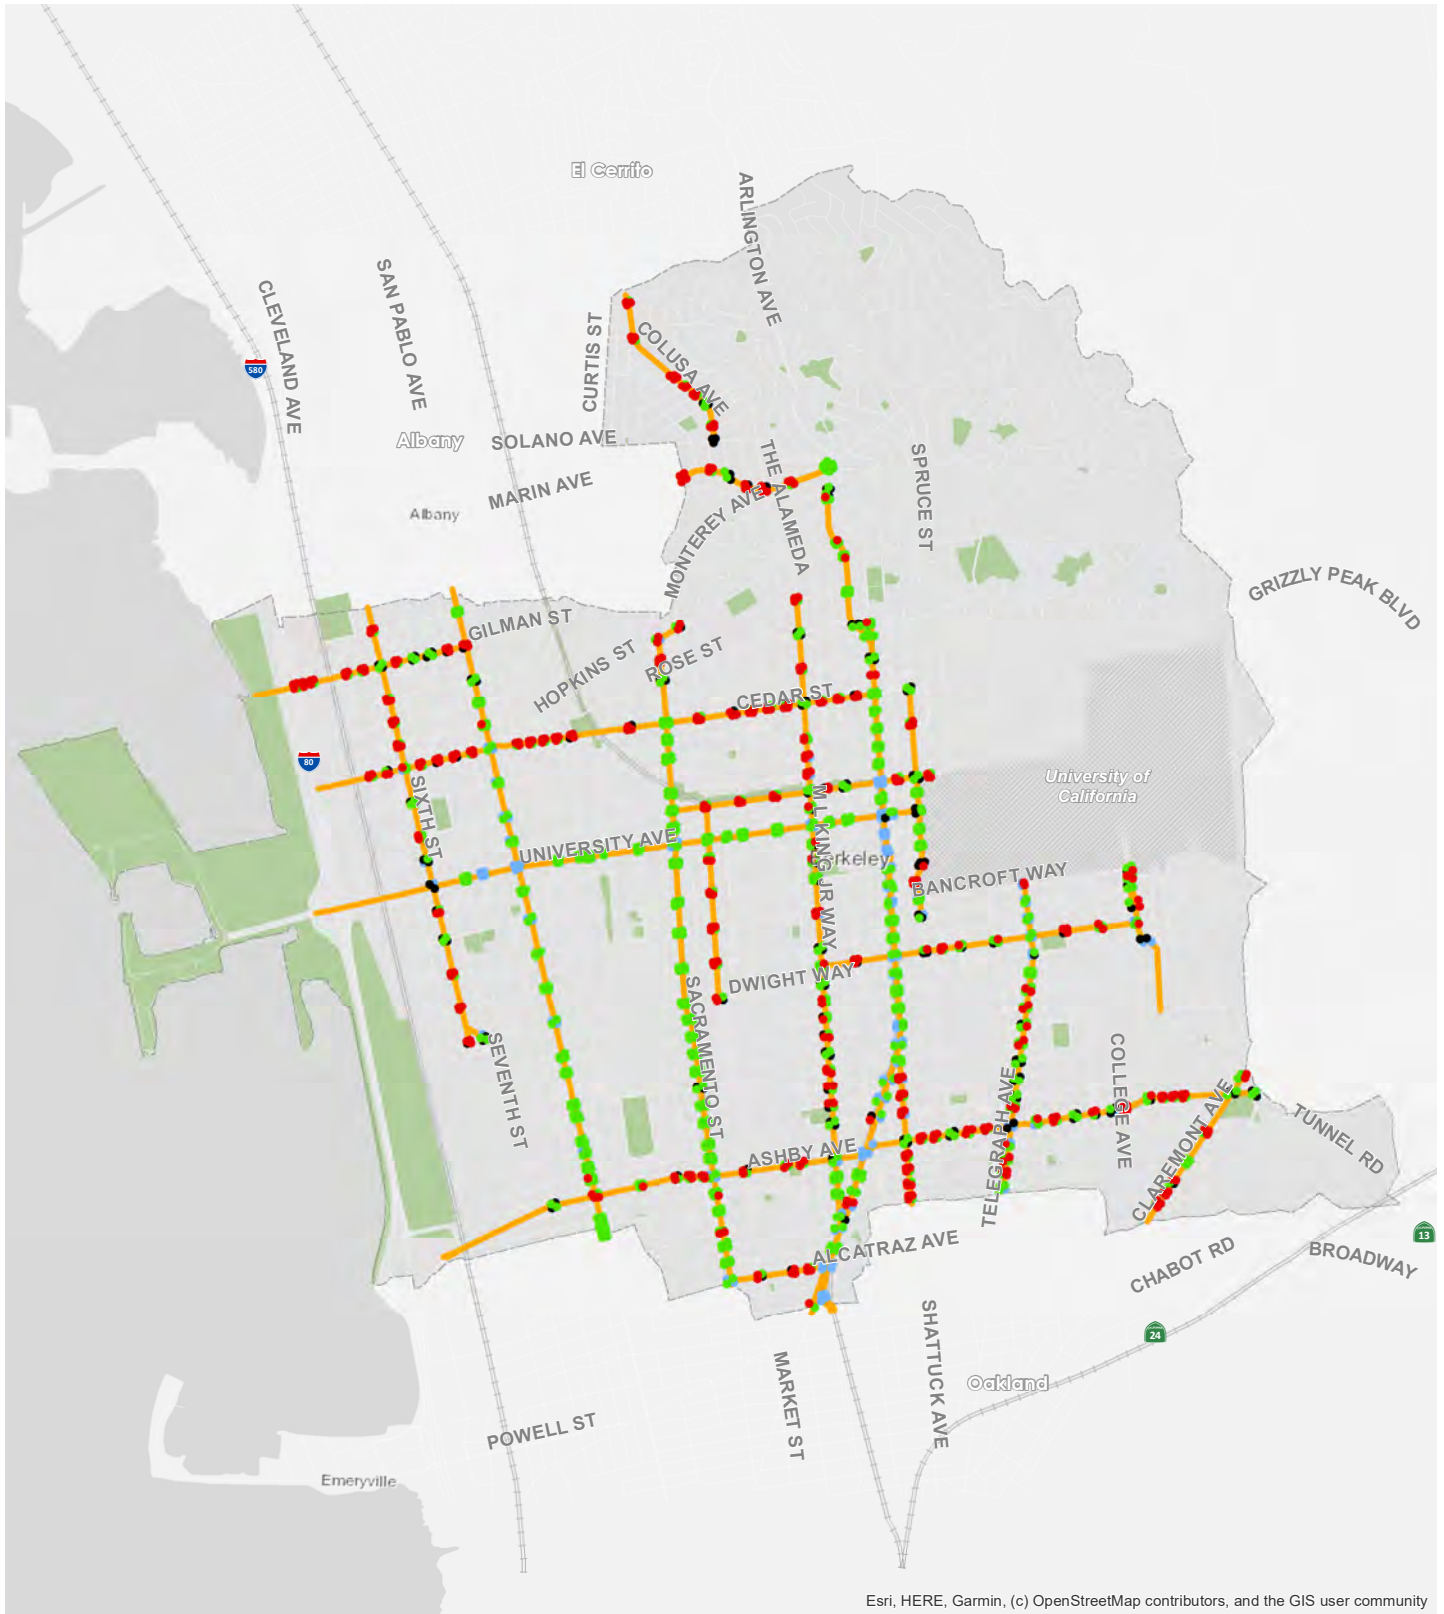 El Cerrito
ARLINGTON AVE
CLEVELAND AVE
SAN PABLO AVE
CURTIS ST
COLUSA AVE
580
Albany
SOLANO AVE
THE ALAMEDA
SPRUCE ST
MARIN AVE
Albany
MONTEREY AVE
GRIZZLY PEAK BLVD
GILMAN ST
HOPKINS ST
ROSE ST
CEDAR ST
80
University of
California
SIXTH ST
M L KING JR WAY
UNIVERSITY AVE
Berkeley
BANCROFT WAY
DWIGHT WAY
SACRAMENTO ST
SEVENTH ST
TELEGRAPH AVE
COLLEGE AVE
CLAREMONT AVE
TUNNEL RD
ASHBY AVE
ALCATRAZ AVE
CHABOT RD
BROADWAY
13
24
SHATTUCK AVE
MARKET ST
Oakland
POWELL ST
Emeryville
Esri, HERE, Garmin, (c) OpenStreetMap contributors, and the GIS user community